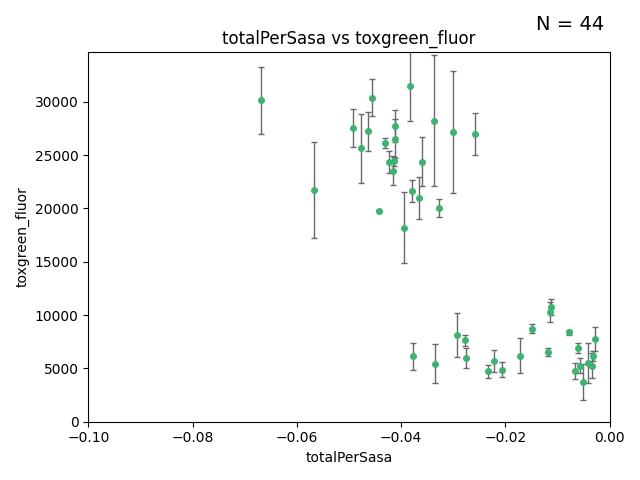 N = 44
totalPerSasa vs toxgreen_fluor
toxgreen_fluor
30000
25000
20000
15000
10000
5000
0
−0.10 −0.08 −0.06 −0.04 −0.02 0.00
totalPerSasa